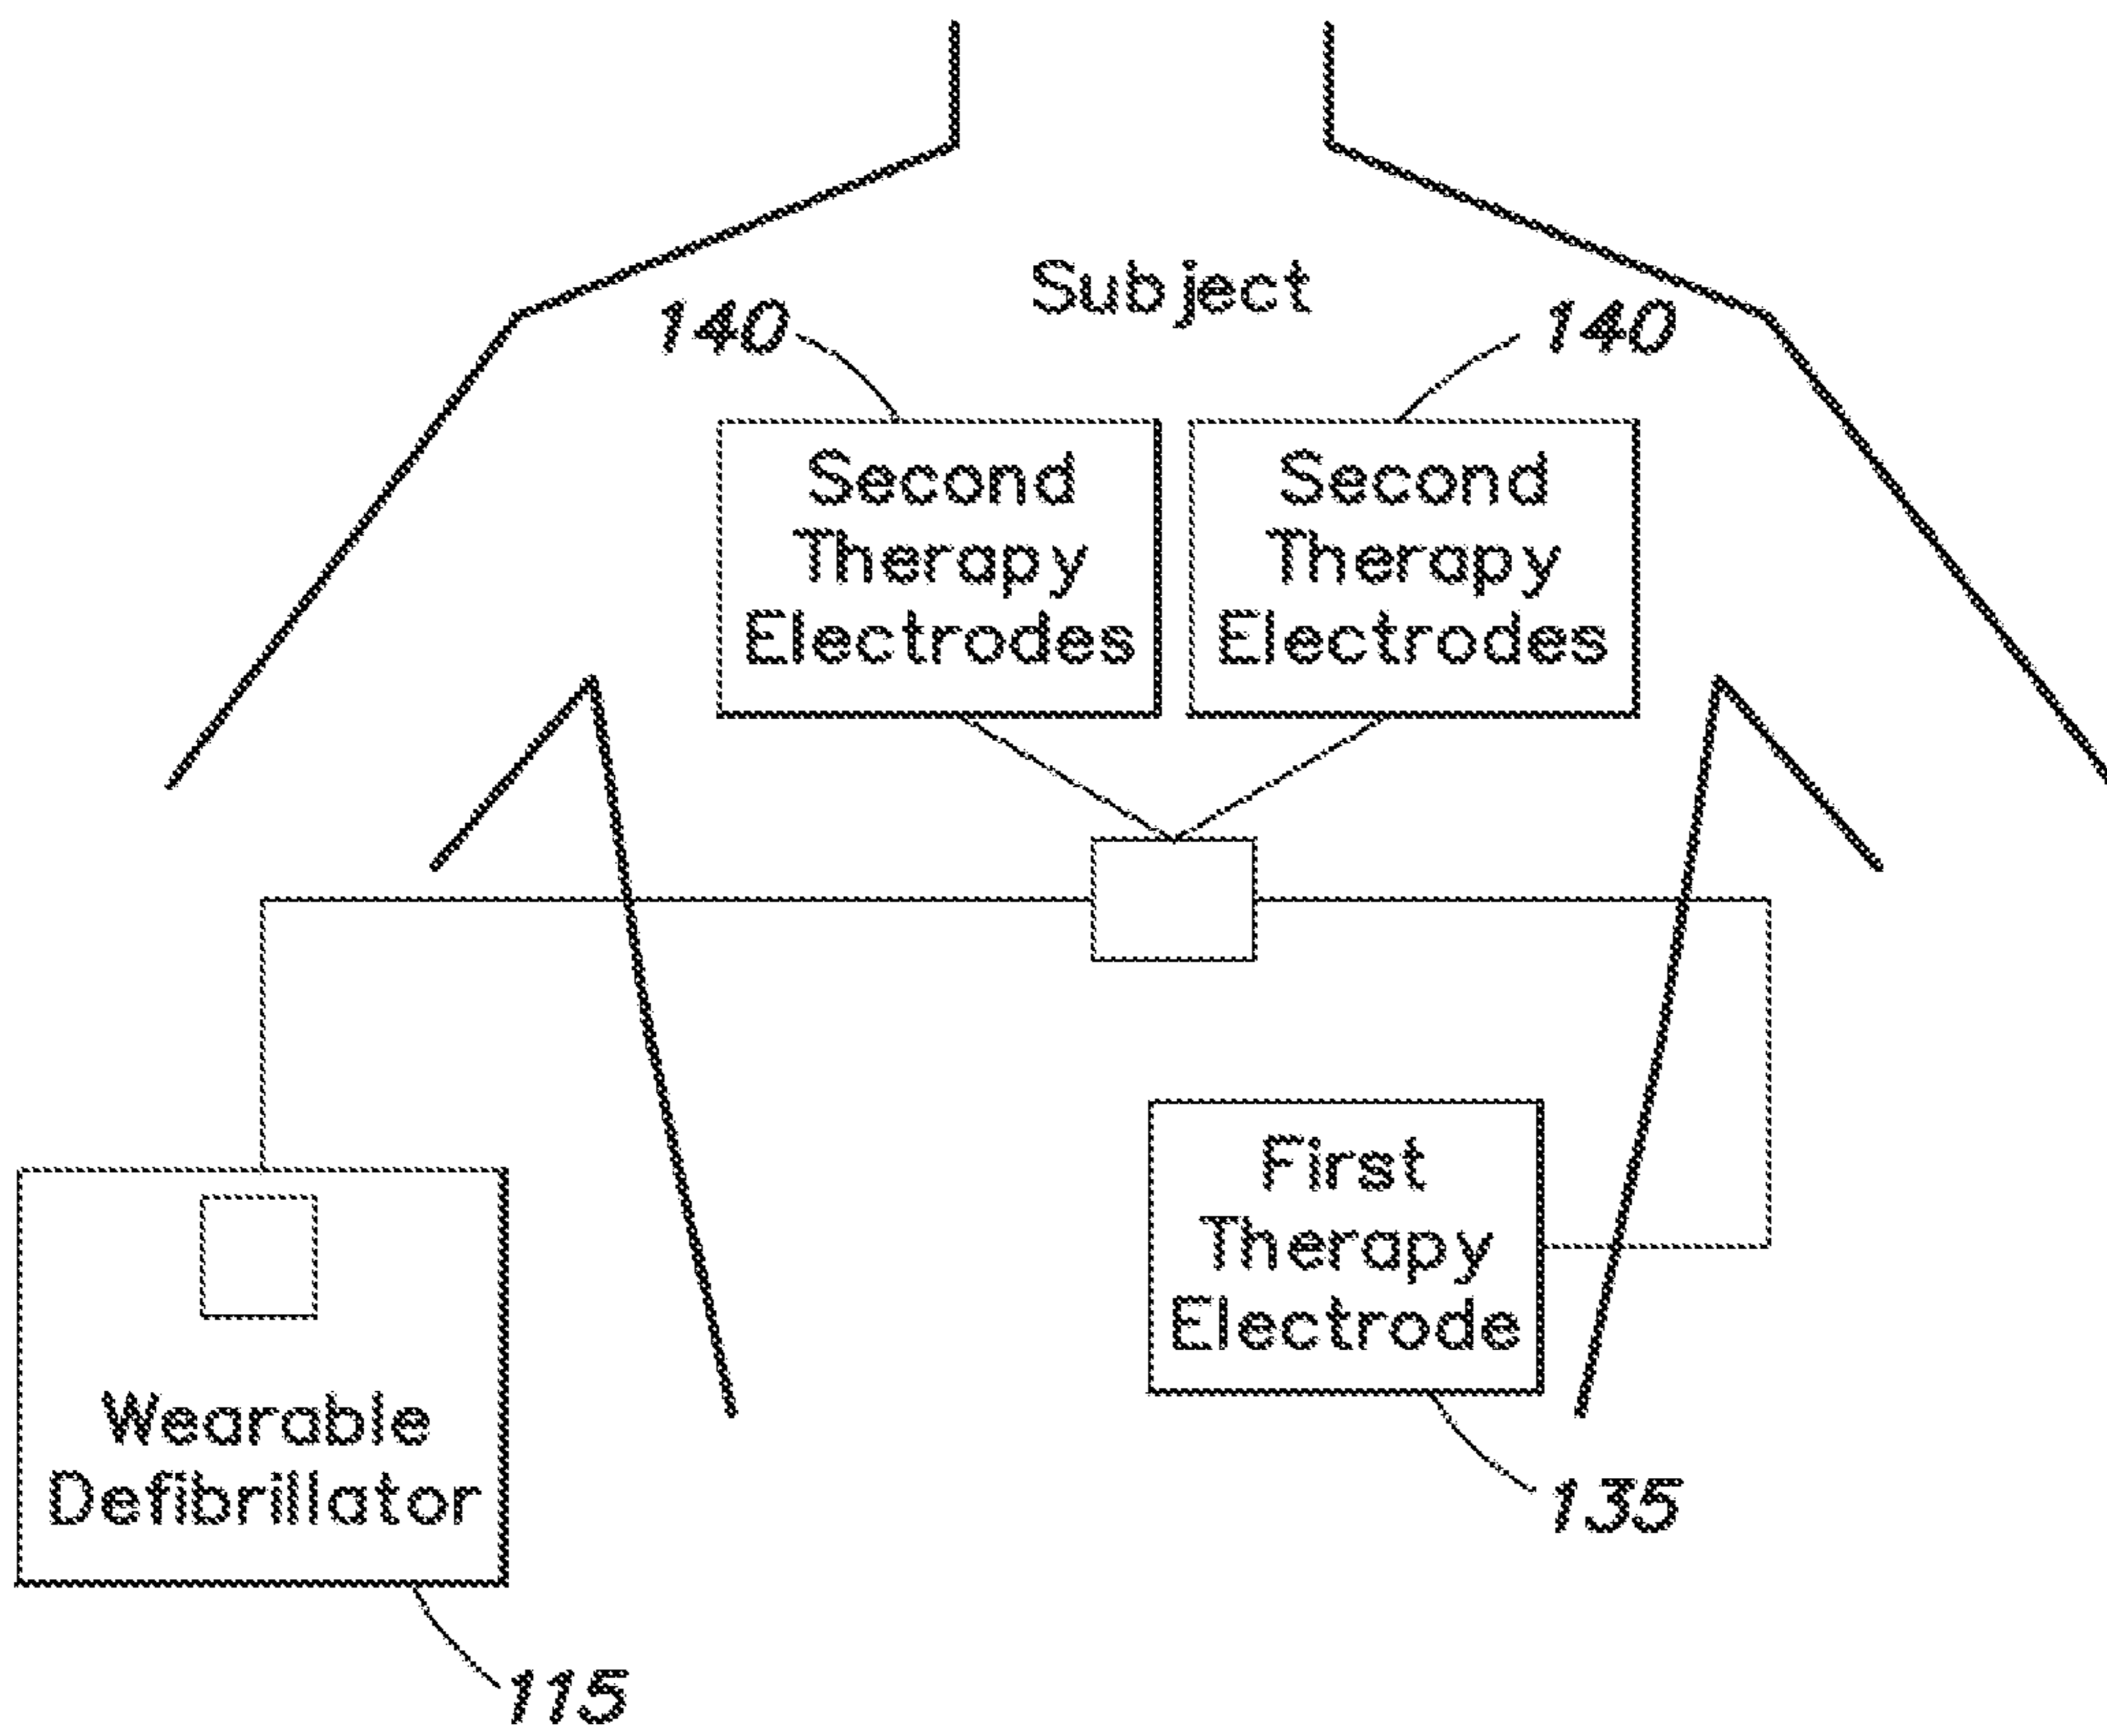 Subject
140
140
Second
Therapy
Electrodes
Second
Therapy
Electrodes
First
Therapy
Electrode
135
Wearable
Defibrillator
115